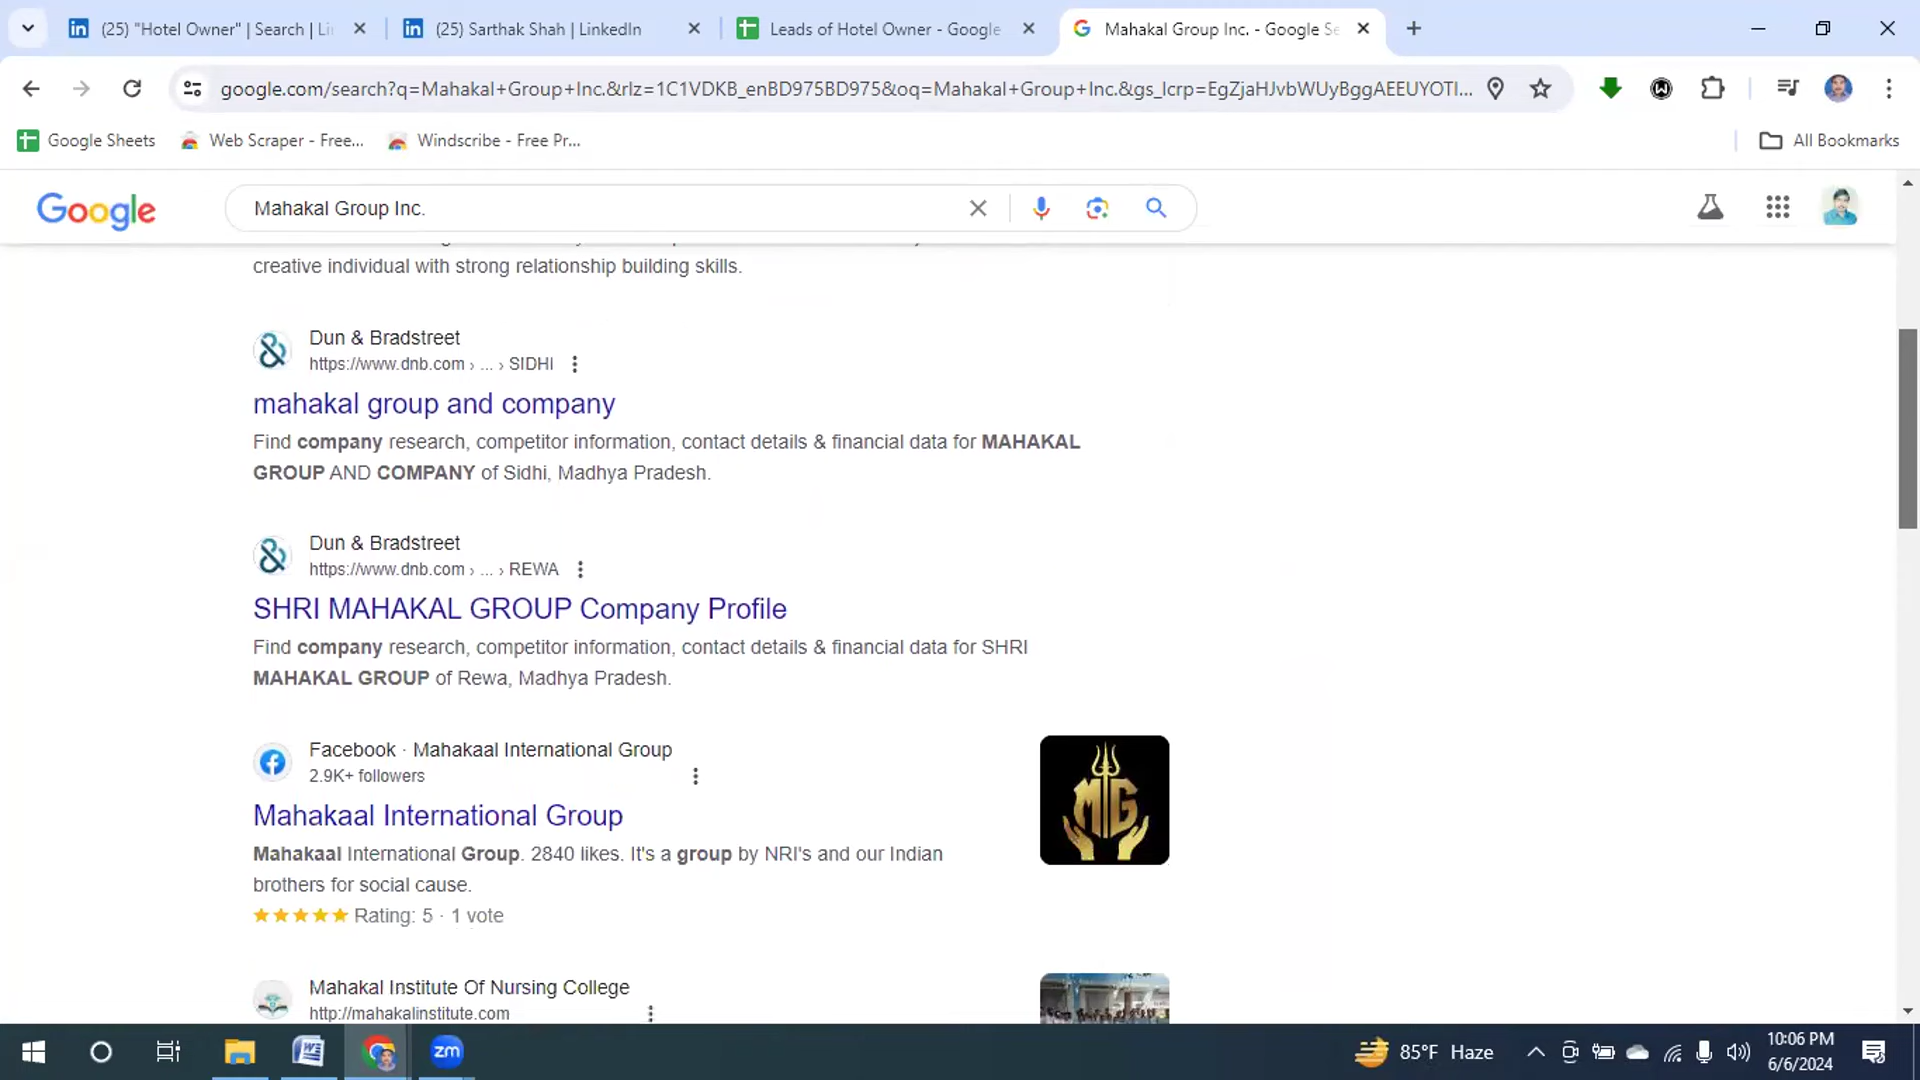 (25) "Hotel Owner" | Search | Li
(25) Sarthak Shah | LinkedIn
Leads of Hotel Owner - Google
Mahakal Group Inc. - Google Se
google.com/search?q=Mahakal+Group+Inc.&rlz=1C1VDKB_enBD975BD975&oq=Mahakal+Group+Inc.&gs_lcrp=EgZjaHJvbWUyBggAEEUYOTI...
Google Sheets
Web Scraper - Free...
Windscribe - Free Pr...
All Bookmarks
Google
Mahakal Group Inc.
creative individual with strong relationship building skills.
Dun & Bradstreet
https://www.dnb.com › ... › SIDHI
mahakal group and company
Find company research, competitor information, contact details & financial data for MAHAKAL
GROUP AND COMPANY of Sidhi, Madhya Pradesh.
Dun & Bradstreet
https://www.dnb.com › ... › REWA
SHRI MAHAKAL GROUP Company Profile
Find company research, competitor information, contact details & financial data for SHRI
MAHAKAL GROUP of Rewa, Madhya Pradesh.
Facebook · Mahakaal International Group
2.9K+ followers
Mahakaal International Group
Mahakaal International Group. 2840 likes. It's a group by NRI's and our Indian
brothers for social cause.
Rating: 5 · 1 vote
MG
Mahakal Institute Of Nursing College
http://mahakalinstitute.com
zm
85°F Haze
10:06 PM
6/6/2024